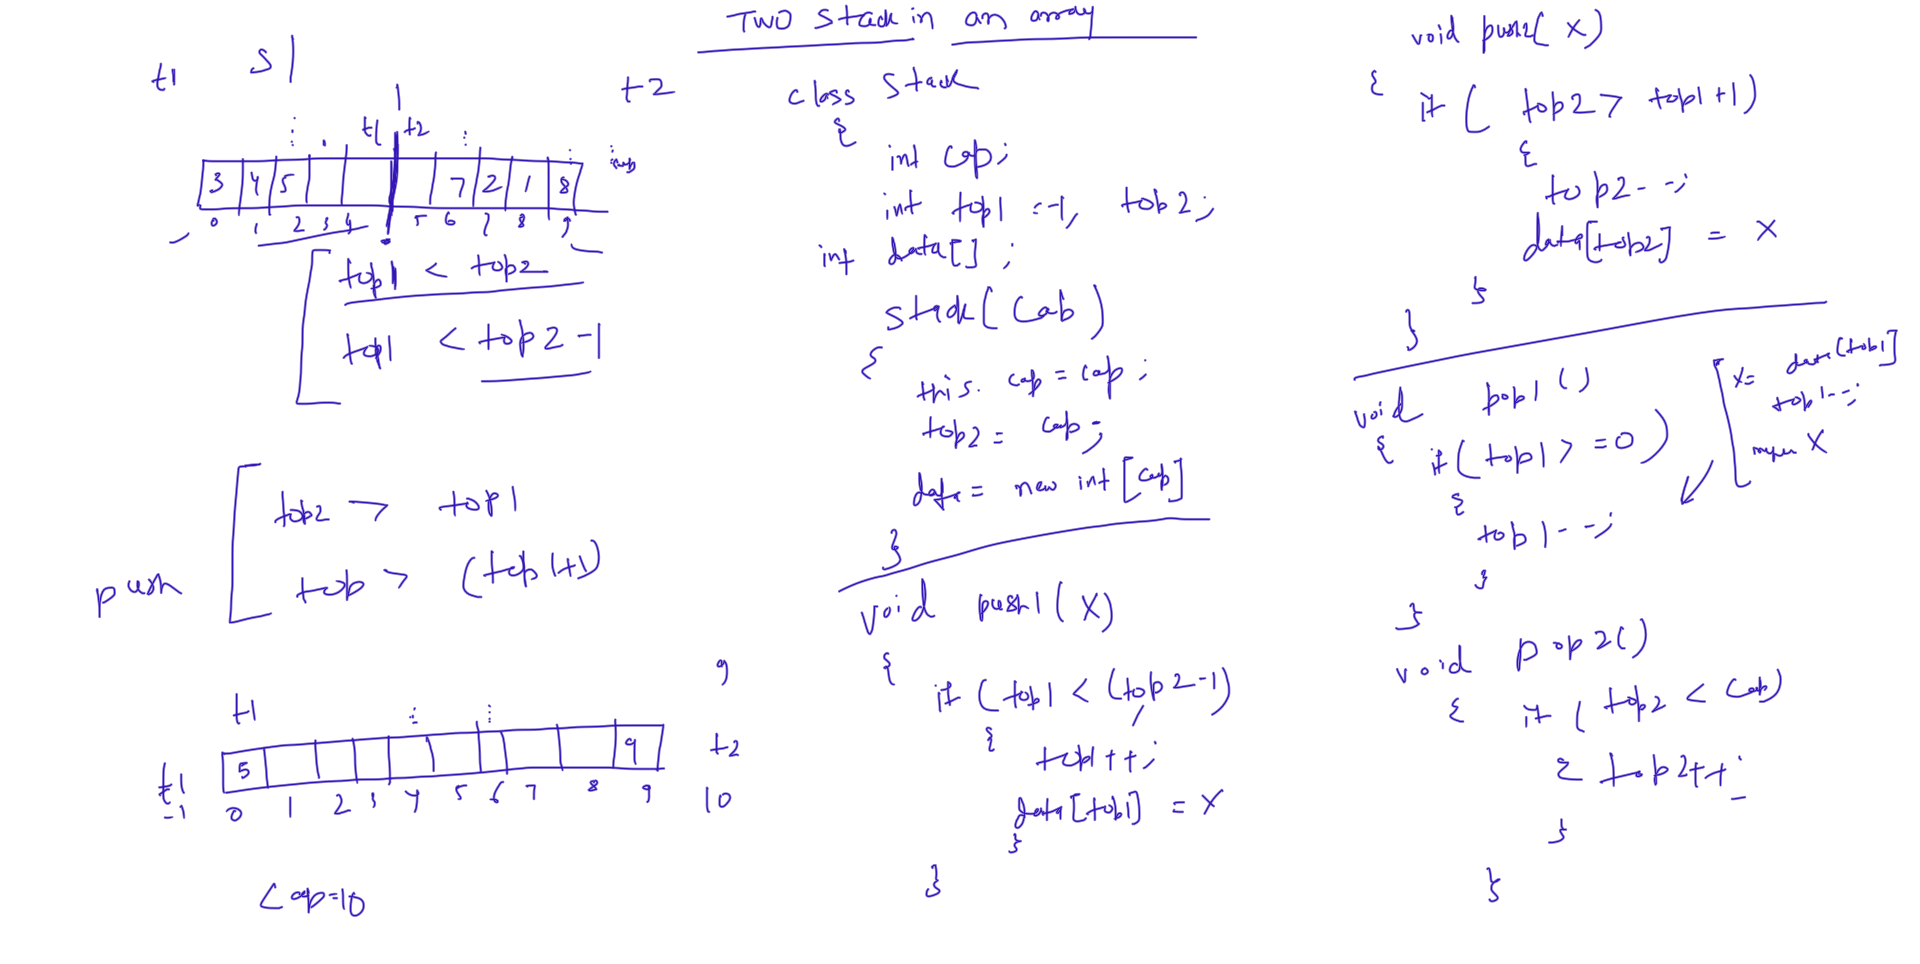 Two Stack in an array
t1 S1 t2
t1 t2
cap
3 4 5 7 2 1 8
0 1 2 3 4 5 6 7 8 9
top1 < top2
top1 < top2 -1
push
top2 > top1
top > (top1+1)
9
t1
t1 5 9 t2
-1 0 1 2 3 4 5 6 7 8 9 10
Cap=10
class Stack
{
int cap;
int top1 =-1, top2;
int data[] ;
stack( Cap )
{
this. cap = cap ;
top2 = cap;
data = new int [cap]
}
void push1( X)
{
if ( top1 < (top2-1)
{
top1++;
data[top1] = X
}
}
void push2( X)
{
if ( top2 > top1+1)
{
top2--;
data[top2] = X
}
}
void pop1 ()
{
if( top1 >=0 )
{
top1--;
}
}
X= data[top1]
top1--;
X
void pop2()
{
if ( top2 < Cap)
{ top2++;
}
}